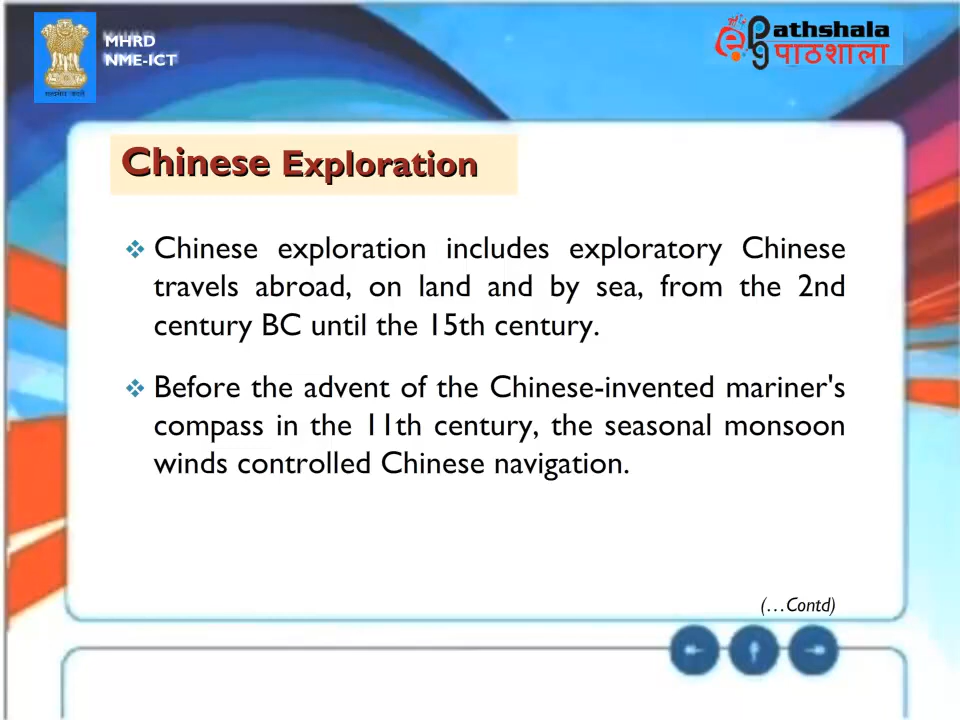 MHRD
NME-ICT
ePG Pathshala
पाठशाला
Chinese Exploration
Chinese exploration includes exploratory Chinese
travels abroad, on land and by sea, from the 2nd
century BC until the 15th century.
Before the advent of the Chinese-invented mariner's
compass in the 11th century, the seasonal monsoon
winds controlled Chinese navigation.
(…Contd)